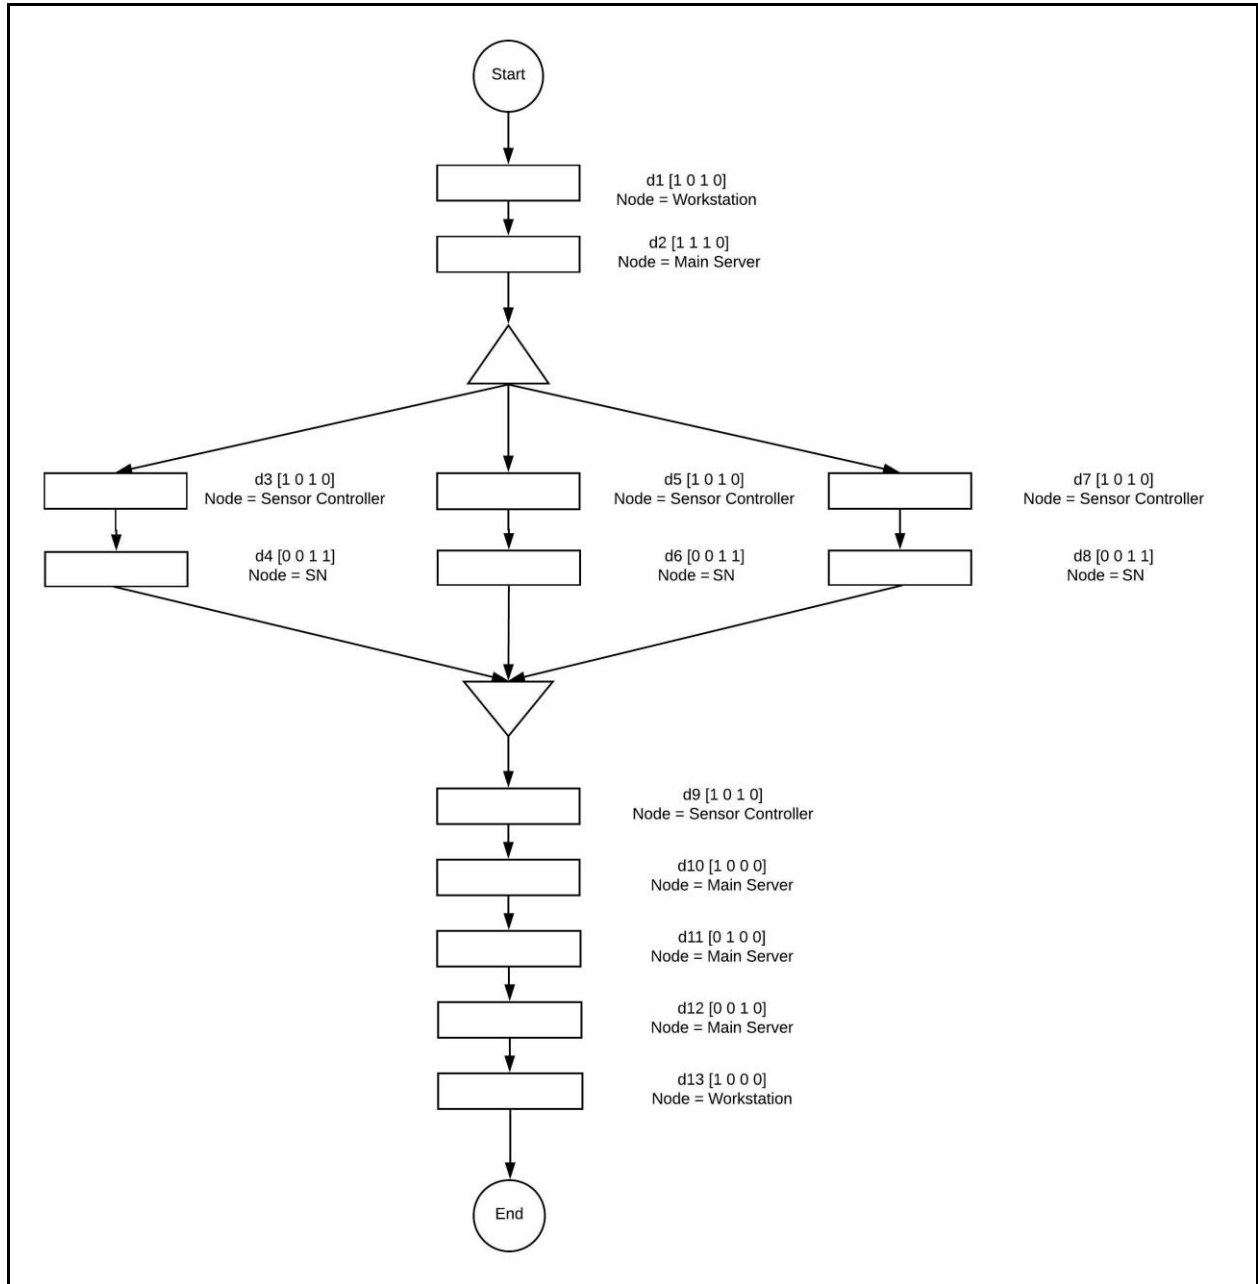 Start
d1 [1 0 1 0]
Node = Workstation
d2 [1 1 1 0]
Node = Main Server
d3 [1 0 1 0]
Node = Sensor Controller
d5 [1 0 1 0]
Node = Sensor Controller
d7 [1 0 1 0]
Node = Sensor Controller
d4 [0 0 1 1]
Node = SN
d6 [0 0 1 1]
Node = SN
d8 [0 0 1 1]
Node = SN
d9 [1 0 1 0]
Node = Sensor Controller
d10 [1 0 0 0]
Node = Main Server
d11 [0 1 0 0]
Node = Main Server
d12 [0 0 1 0]
Node = Main Server
d13 [1 0 0 0]
Node = Workstation
End